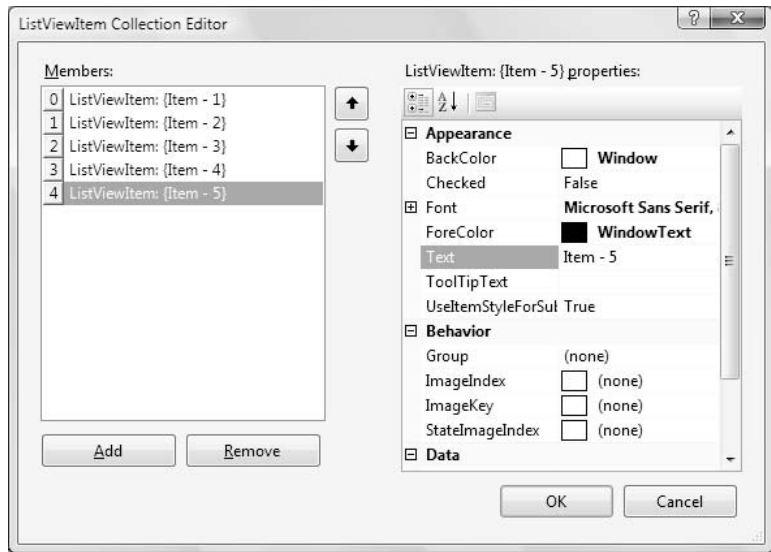 ListViewItem Collection Editor
Members:
0 ListViewItem: {Item - 1}
1 ListViewItem: {Item - 2}
2 ListViewItem: {Item - 3}
3 ListViewItem: {Item - 4}
4 ListViewItem: {Item - 5}
Add
Remove
ListViewItem: {Item - 5} properties:
Appearance
BackColor Window
Checked False
Font Microsoft Sans Serif,
ForeColor WindowText
Text Item - 5
ToolTipText
UseItemStyleForSub True
Behavior
Group (none)
ImageIndex (none)
ImageKey (none)
StateImageIndex (none)
Data
OK
Cancel